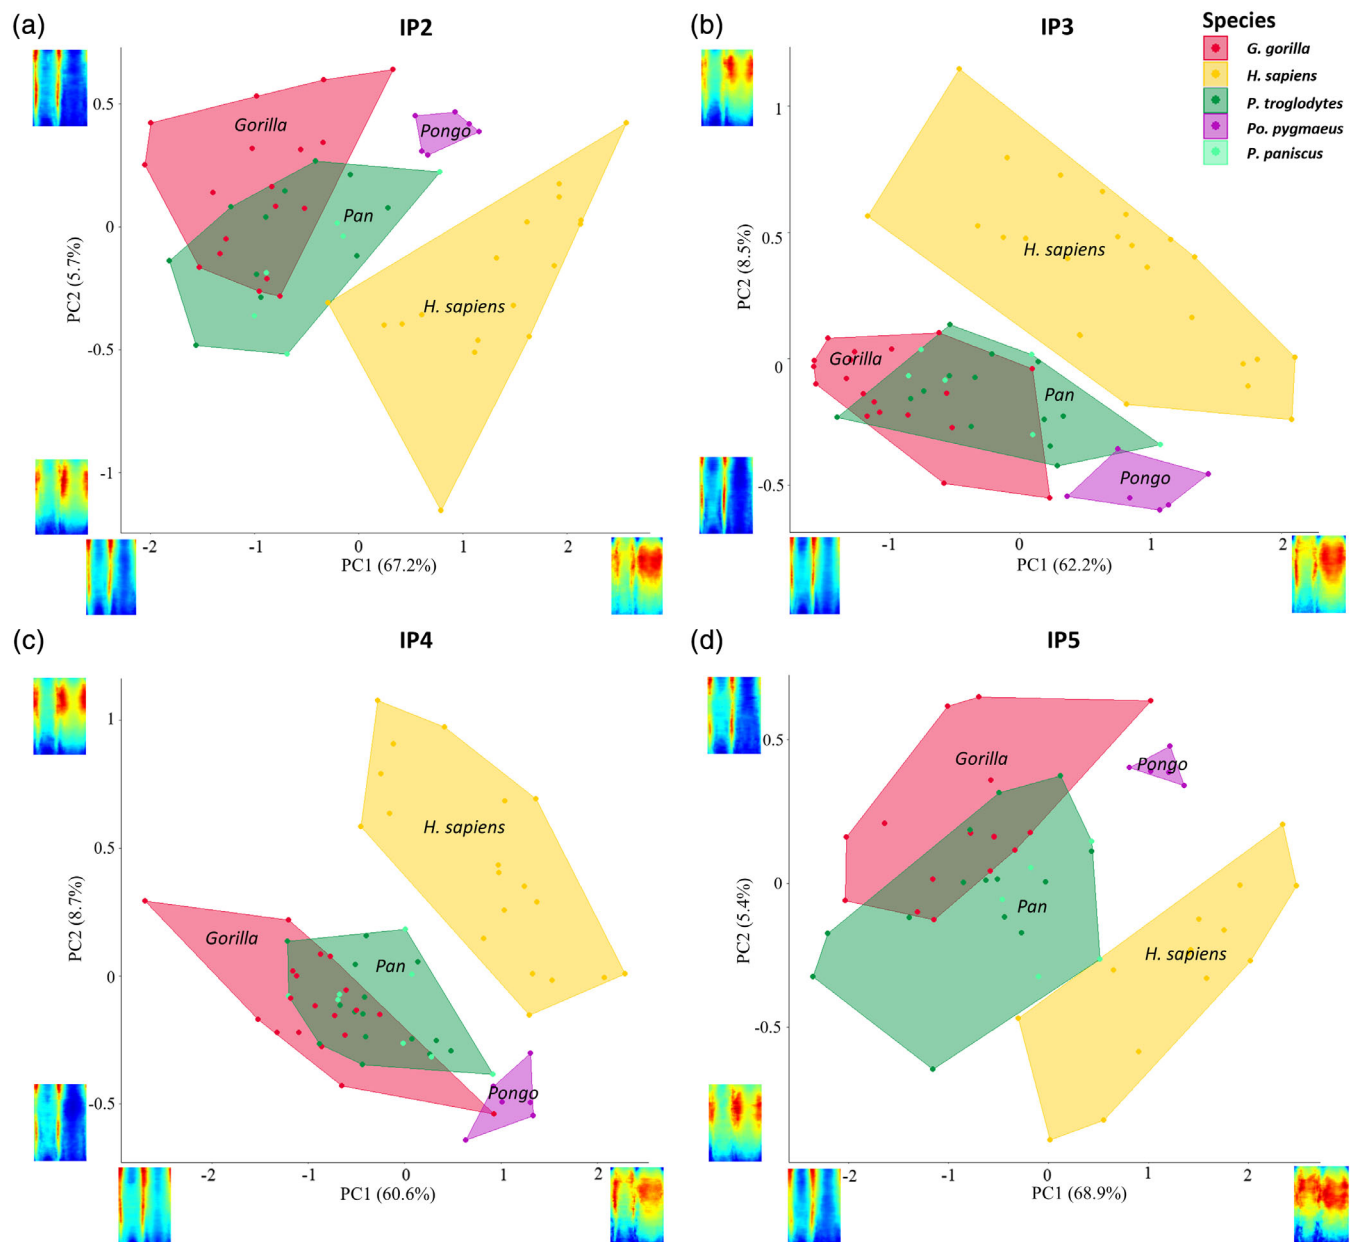 (a)
IP2
0.5
0
-0.5
-1
PC2 (5.7%)
-2
-1
0
1
2
PC1 (67.2%)
Gorilla
Pongo
Pan
H. sapiens
(b)
IP3
Species
G. gorilla
H. sapiens
P. troglodytes
Po. pygmaeus
P. paniscus
1
0.5
0
-0.5
PC2 (8.5%)
-1
0
1
2
PC1 (62.2%)
H. sapiens
Gorilla
Pan
Pongo
(c)
IP4
1
0.5
0
-0.5
PC2 (8.7%)
-2
-1
0
1
2
PC1 (60.6%)
H. sapiens
Gorilla
Pan
Pongo
(d)
IP5
0.5
0
-0.5
PC2 (5.4%)
-2
-1
0
1
2
PC1 (68.9%)
Gorilla
Pongo
Pan
H. sapiens